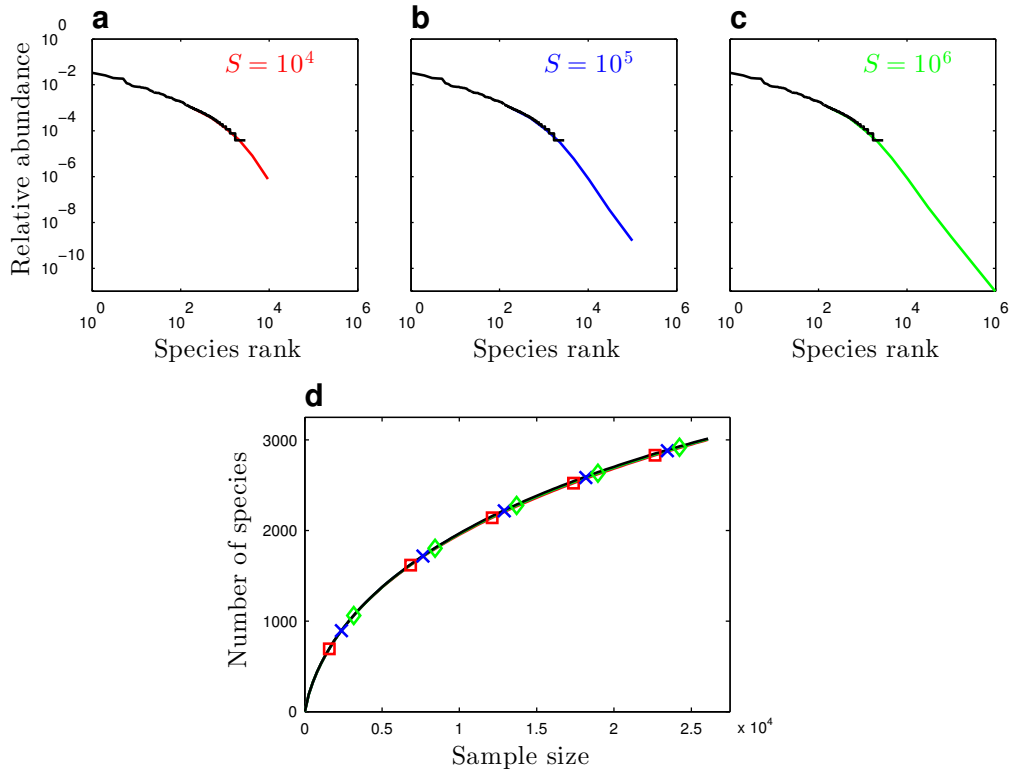 a
b
c
S = 10^4
S = 10^5
S = 10^6
Relative abundance
10^0
10^-2
10^-4
10^-6
10^-8
10^-10
10^0 10^2 10^4 10^6
10^0 10^2 10^4 10^6
10^0 10^2 10^4 10^6
Species rank
Species rank
Species rank
d
Number of species
3000
2000
1000
0
0 0.5 1 1.5 2 2.5
x 10^4
Sample size